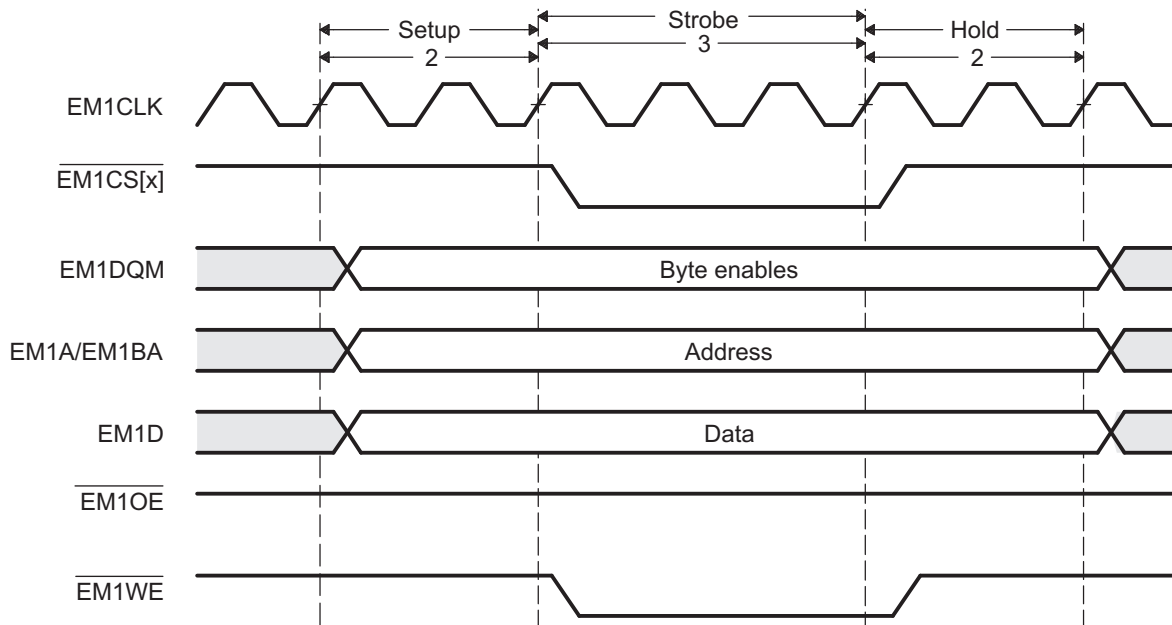 Setup
Strobe
Hold
2
3
2
EM1CLK
EM1CS[x]
EM1DQM
Byte enables
EM1A/EM1BA
Address
EM1D
Data
EM1OE
EM1WE